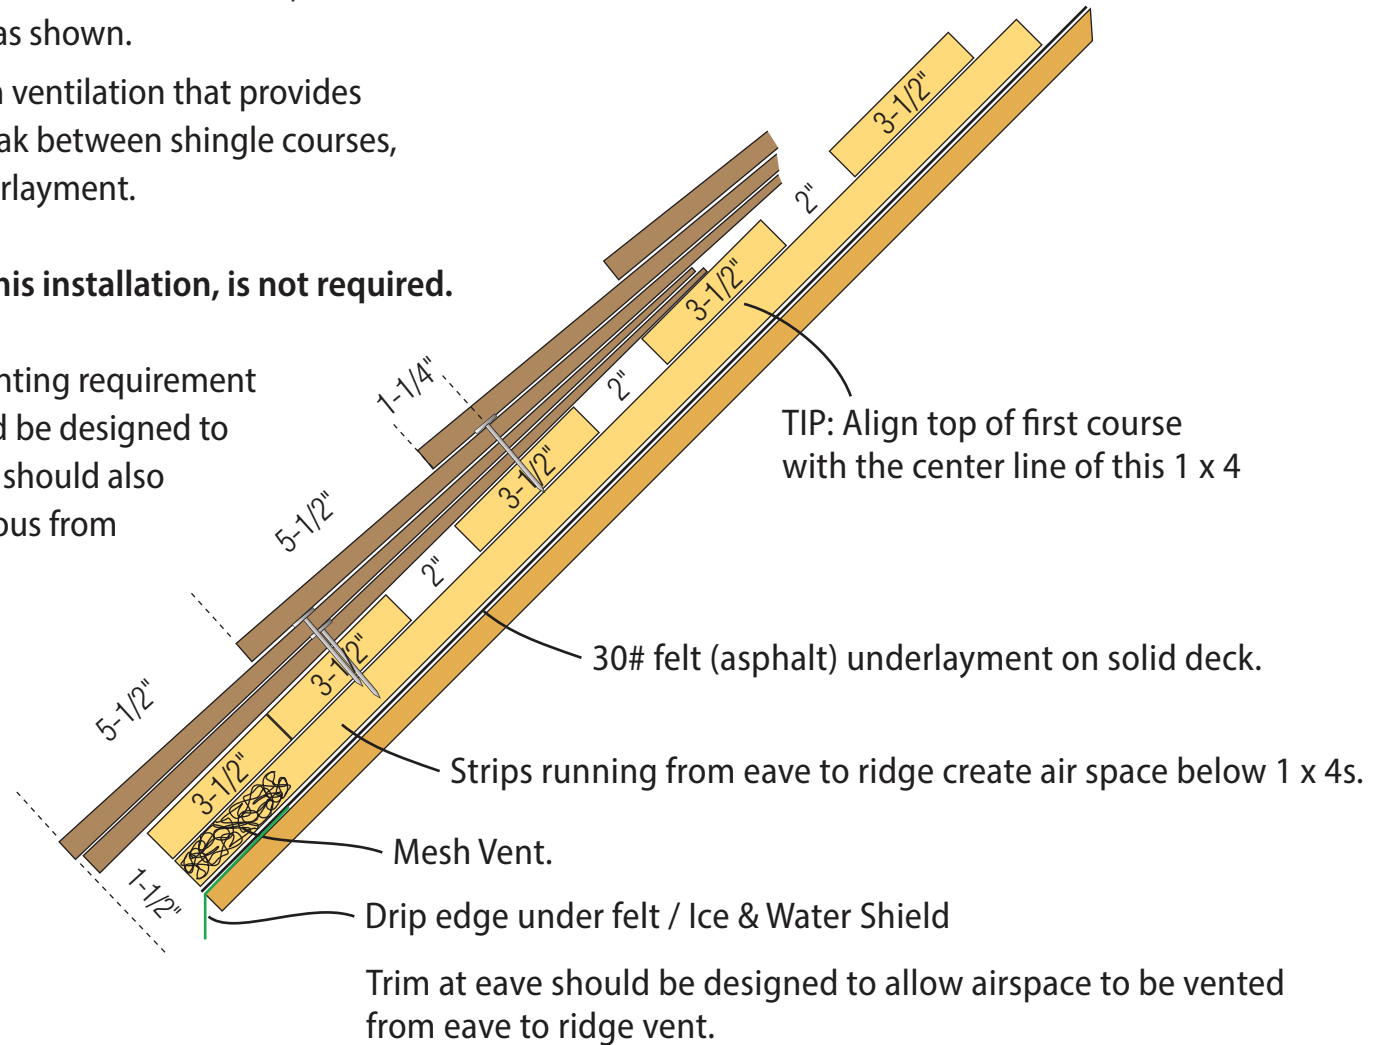 as shown.
ventilation that provides
between shingle courses,
installation, is not required.
requirement
be designed to
should also
from
3-1/2"
3-1/2"
2"
3-1/2"
2"
3-1/2"
2"
3-1/2"
1-1/4"
5-1/2"
5-1/2"
3-1/2"
1-1/2"
TIP: Align top of first course
with the center line of this 1 x 4
30# felt (asphalt) underlayment on solid deck.
Strips running from eave to ridge create air space below 1 x 4s.
Mesh Vent.
Drip edge under felt / Ice & Water Shield
Trim at eave should be designed to allow airspace to be vented
from eave to ridge vent.